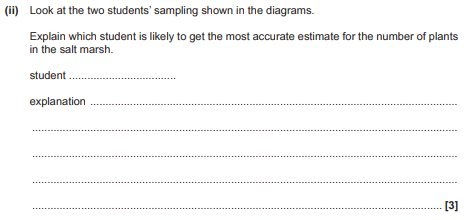 (ii) Look at the two students' sampling shown in the diagrams.
Explain which student is likely to get the most accurate estimate for the number of plants
in the salt marsh.
student ...................................
explanation ..........................................................................................................................
............................................................................................................................................
............................................................................................................................................
............................................................................................................................................
....................................................................................................................................... [3]